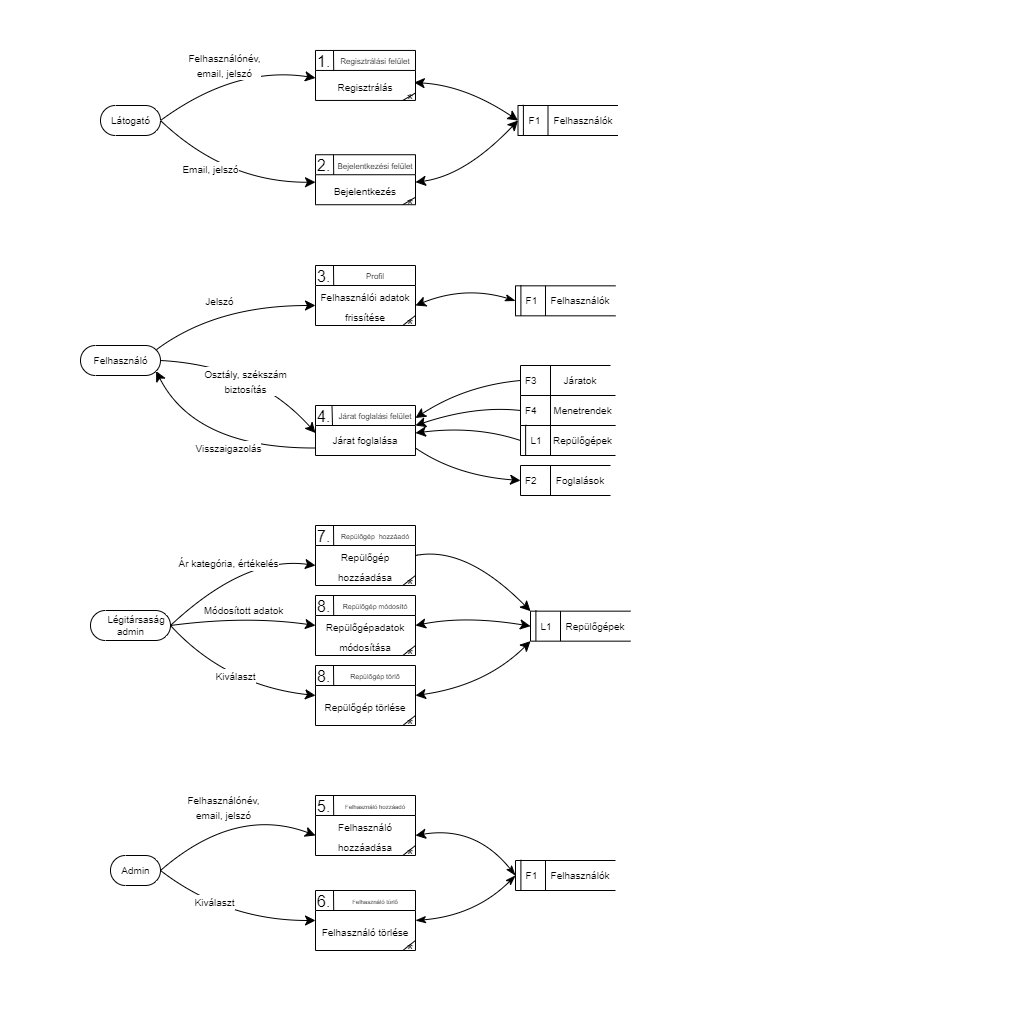 Felhasználónév,
email, jelszó
1.
Regisztrálási felület
Regisztrálás
*
Látogató
F1
Felhasználók
Email, jelszó
2.
Bejelentkezési felület
Bejelentkezés
*
3.
Profil
Felhasználói adatok
frissítése
*
Jelszó
F1
Felhasználók
Felhasználó
Osztály, székszám
biztosítás
Visszaigazolás
4.
Járat foglalási felület
Járat foglalása
F3
Járatok
F4
Menetrendek
L1
Repülőgépek
F2
Foglalások
7.
Repülőgép hozzáadó
Repülőgép
hozzáadása
*
Ár kategória, értékelés
Módosított adatok
8.
Repülőgép módosító
Repülőgépadatok
módosítása
*
Légitársaság
admin
L1
Repülőgépek
Kiválaszt
8.
Repülőgép törlő
Repülőgép törlése
*
Felhasználónév,
email, jelszó
5.
Felhasználó hozzáadó
Felhasználó
hozzáadása
*
Admin
F1
Felhasználók
Kiválaszt
6.
Felhasználó törlő
Felhasználó törlése
*